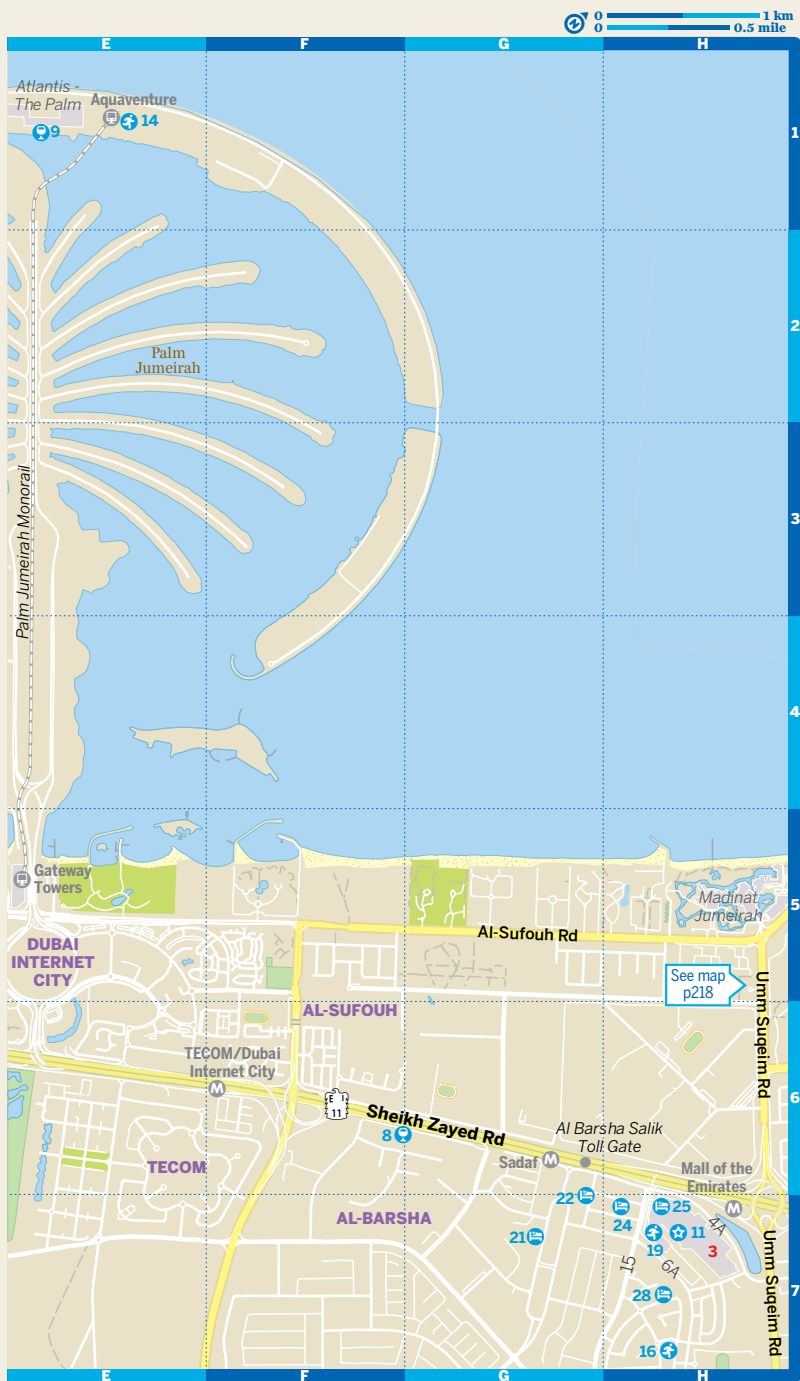 0 1 km
0 0.5 mile
E F G H
Atlantis -
The Palm
Aquaventure
9
14
1
2
Palm
Jumeirah
3
Palm Jumeirah Monorail
4
Gateway
Towers
Madinat
Jumeirah
5
Al-Sufouh Rd
DUBAI
INTERNET
CITY
See map
p218
Umm Suqeim Rd
AL-SUFOUH
TECOM/Dubai
Internet City
M
E 11
11
Sheikh Zayed Rd
6
8
Al Barsha Salik
Toll Gate
Sadaf M
TECOM
Mall of the
Emirates
M
22
25
24
AL-BARSHA
4A
21
19
11
3
15
6A
Umm Suqeim Rd
7
28
16
E F G H